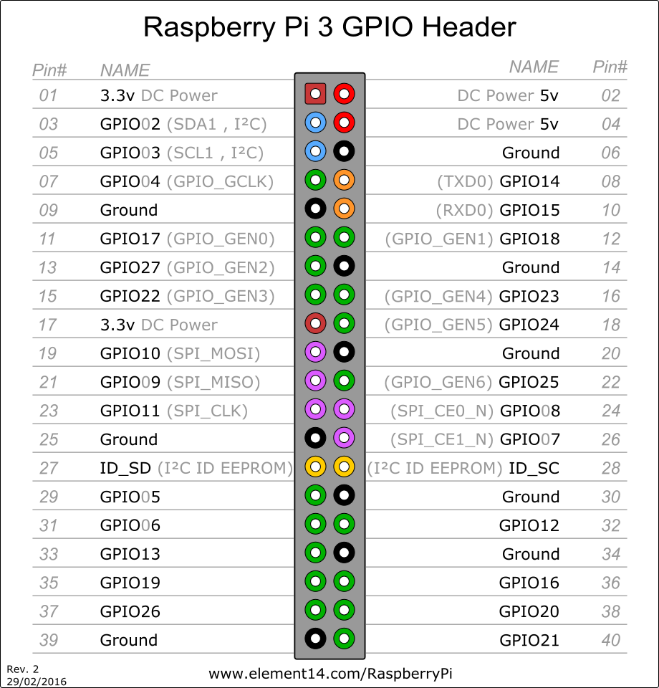 Raspberry Pi 3 GPIO Header
Pin# NAME NAME Pin#
01 3.3v DC Power DC Power 5v 02
03 GPIO02 (SDA1 , I²C) DC Power 5v 04
05 GPIO03 (SCL1 , I²C) Ground 06
07 GPIO04 (GPIO_GCLK) (TXD0) GPIO14 08
09 Ground (RXD0) GPIO15 10
11 GPIO17 (GPIO_GEN0) (GPIO_GEN1) GPIO18 12
13 GPIO27 (GPIO_GEN2) Ground 14
15 GPIO22 (GPIO_GEN3) (GPIO_GEN4) GPIO23 16
17 3.3v DC Power (GPIO_GEN5) GPIO24 18
19 GPIO10 (SPI_MOSI) Ground 20
21 GPIO09 (SPI_MISO) (GPIO_GEN6) GPIO25 22
23 GPIO11 (SPI_CLK) (SPI_CE0_N) GPIO08 24
25 Ground (SPI_CE1_N) GPIO07 26
27 ID_SD (I²C ID EEPROM) (I²C ID EEPROM) ID_SC 28
29 GPIO05 Ground 30
31 GPIO06 GPIO12 32
33 GPIO13 Ground 34
35 GPIO19 GPIO16 36
37 GPIO26 GPIO20 38
39 Ground GPIO21 40
Rev. 2
29/02/2016
www.element14.com/RaspberryPi